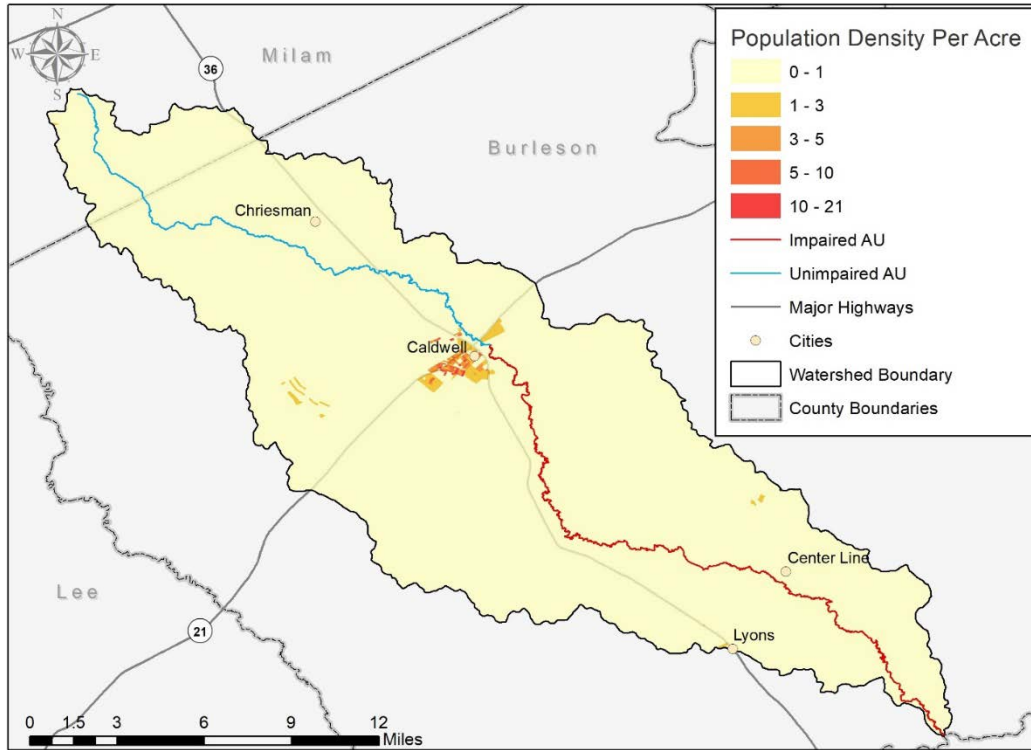 N
W E
S
36
Milam
Burleson
Chriesman
Caldwell
Center Line
Lyons
Lee
21
0 1.5 3 6 9 12
Miles
Population Density Per Acre
0 - 1
1 - 3
3 - 5
5 - 10
10 - 21
Impaired AU
Unimpaired AU
Major Highways
Cities
Watershed Boundary
County Boundaries